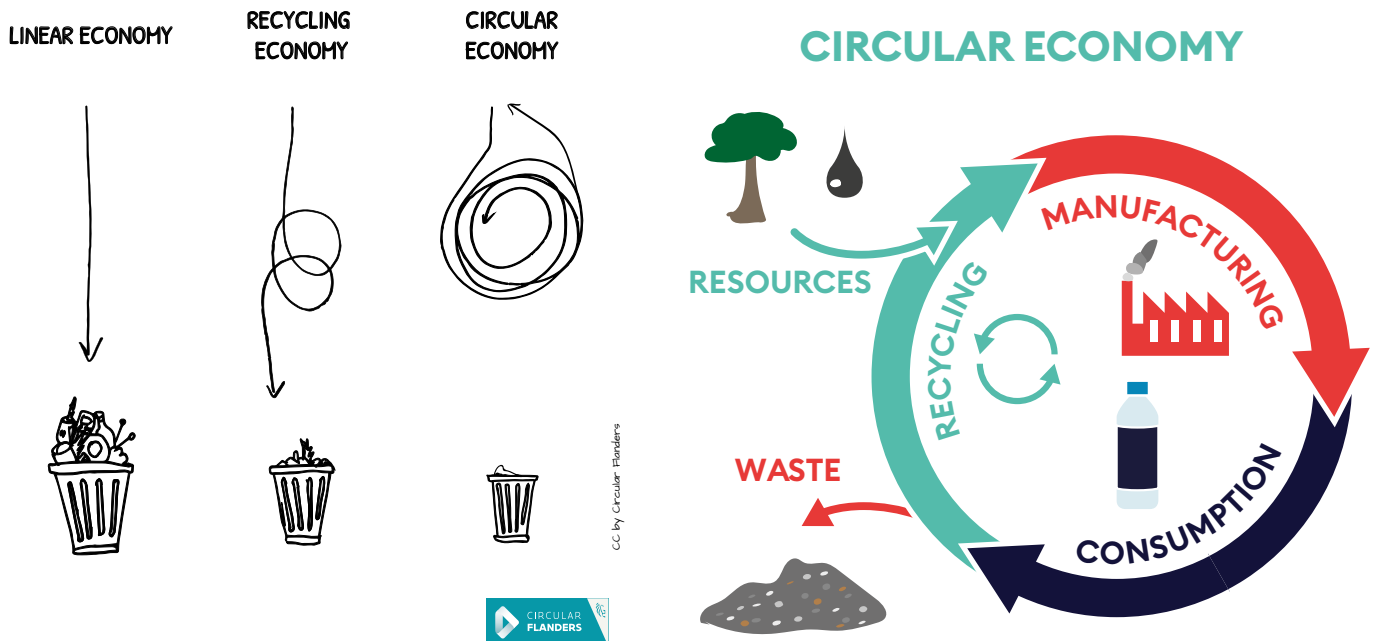 LINEAR ECONOMY
RECYCLING
ECONOMY
CIRCULAR
ECONOMY
CC by Circular Flanders
CIRCULAR
FLANDERS
CIRCULAR ECONOMY
RESOURCES
MANUFACTURING
RECYCLING
WASTE
CONSUMPTION